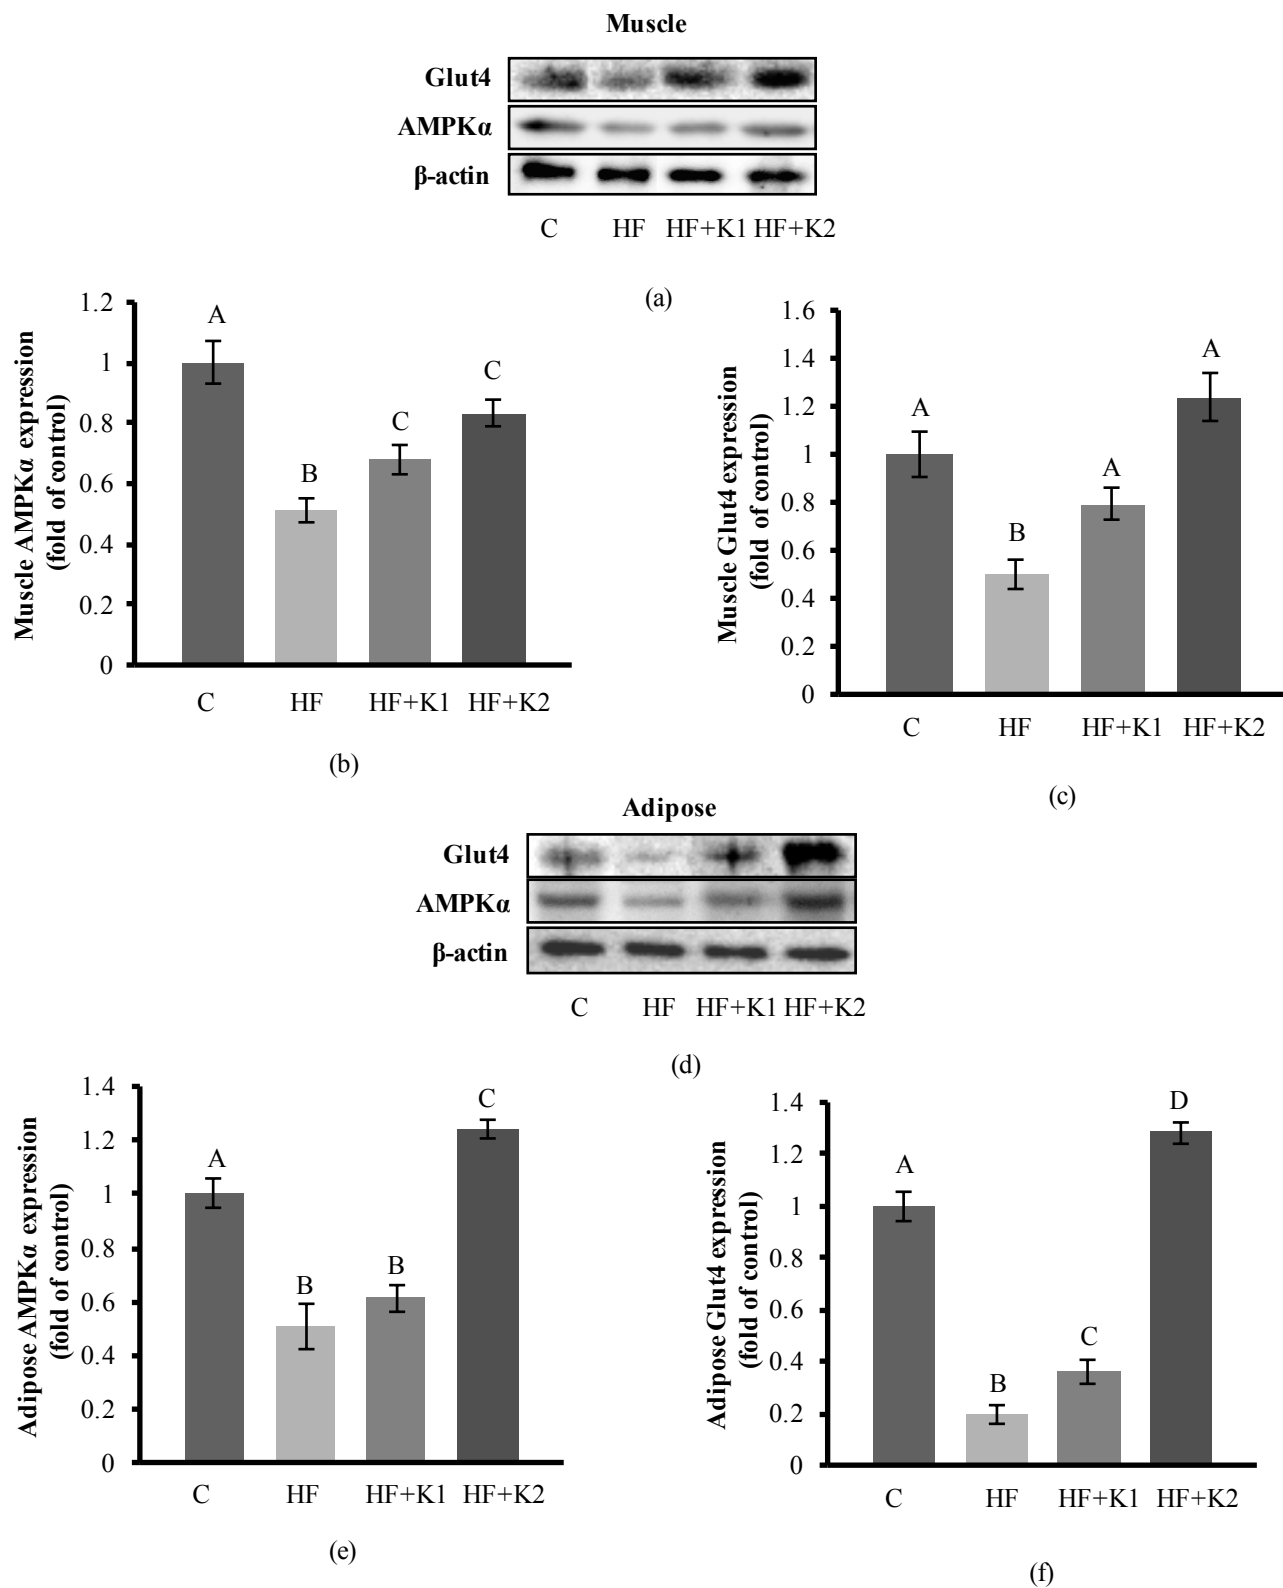 Muscle
Glut4
AMPKα
β-actin
C HF HF+K1 HF+K2
(a)
Muscle AMPKα expression
(fold of control)
1.2
1
0.8
0.6
0.4
0.2
0
A
B
C
C
C HF HF+K1 HF+K2
(b)
Muscle Glut4 expression
(fold of control)
1.6
1.4
1.2
1
0.8
0.6
0.4
0.2
0
A
B
A
A
C HF HF+K1 HF+K2
(c)
Adipose
Glut4
AMPKα
β-actin
C HF HF+K1 HF+K2
(d)
Adipose AMPKα expression
(fold of control)
1.4
1.2
1
0.8
0.6
0.4
0.2
0
A
B
B
C
C HF HF+K1 HF+K2
(e)
Adipose Glut4 expression
(fold of control)
1.4
1.2
1
0.8
0.6
0.4
0.2
0
A
B
C
D
C HF HF+K1 HF+K2
(f)